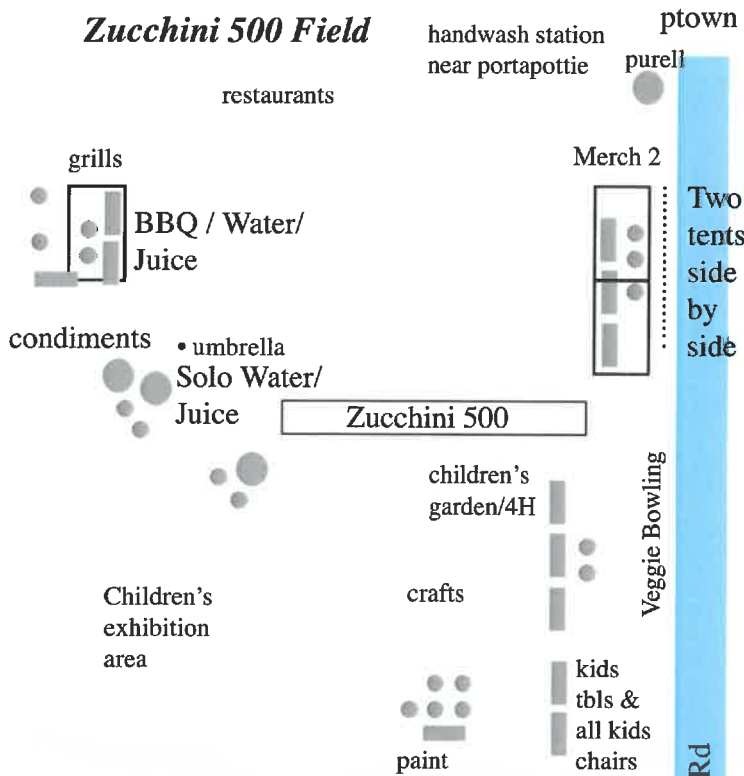 Zucchini 500 Field
ptown
handwash station
near portapottie
purell
restaurants
grills
Merch 2
BBQ / Water/
Juice
Two
tents
side
by
side
condiments
• umbrella
Solo Water/
Juice
Zucchini 500
children's
garden/4H
Veggie Bowling
Children's
exhibition
area
crafts
kids
tbls &
all kids
chairs
paint
Rd